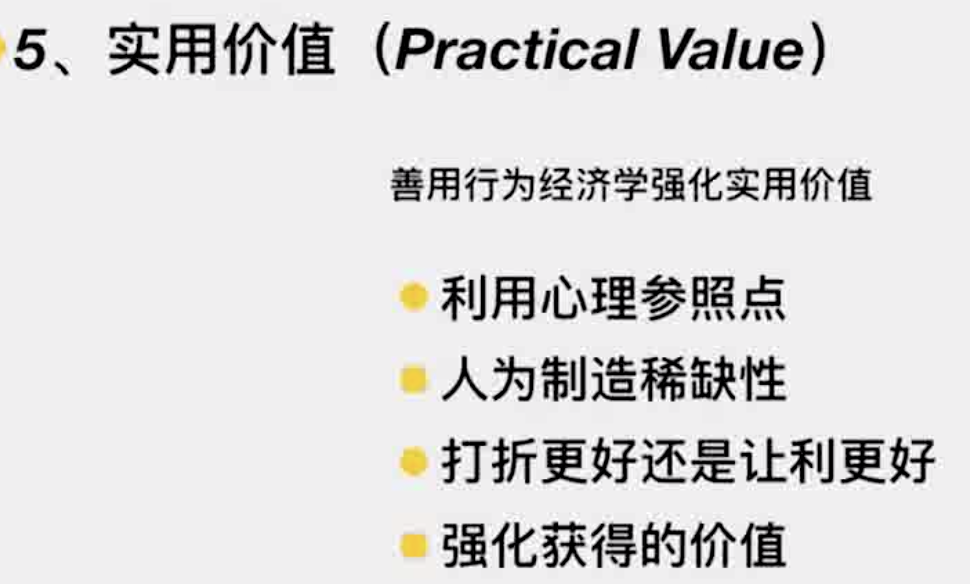 5、实用价值（Practical Value）
善用行为经济学强化实用价值
利用心理参照点
人为制造稀缺性
打折更好还是让利更好
强化获得的价值